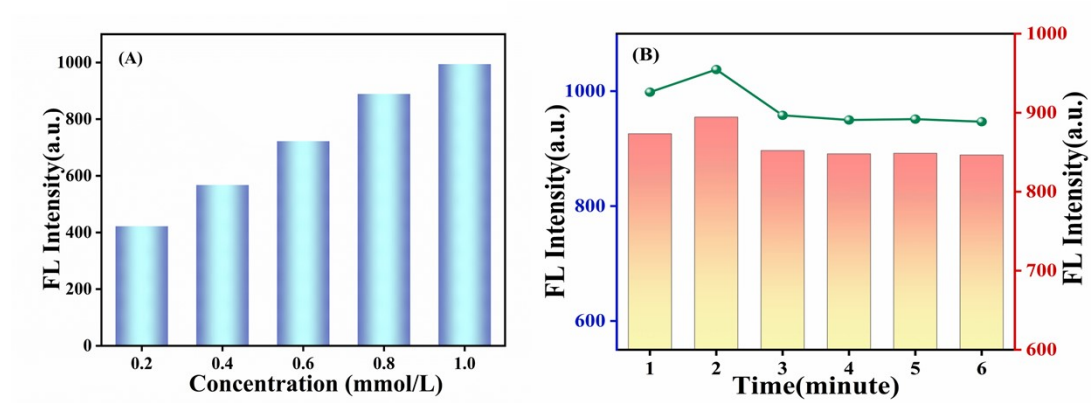 (A)
FL Intensity(a.u.)
1000
800
600
400
200
0
0.2 0.4 0.6 0.8 1.0
Concentration (mmol/L)
(B)
FL Intensity(a.u.)
1000
800
600
1 2 3 4 5 6
Time(minute)
1000
900
800
700
600
FL Intensity(a.u.)